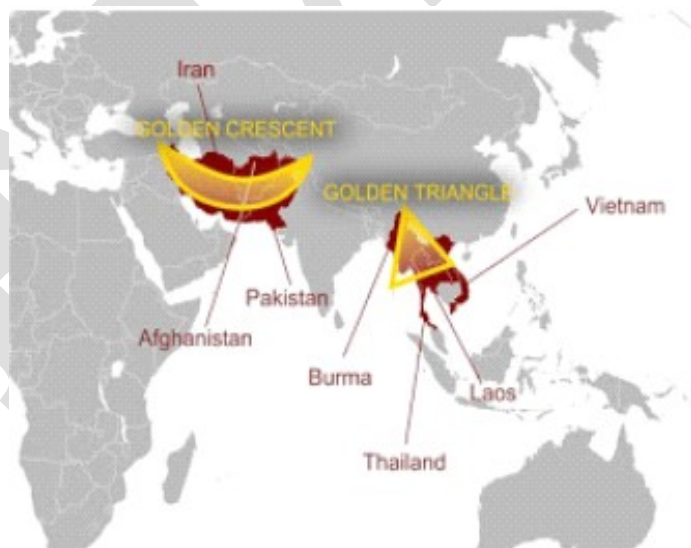 Iran
GOLDEN CRESCENT
GOLDEN TRIANGLE
Vietnam
Pakistan
Afghanistan
Burma
Laos
Thailand